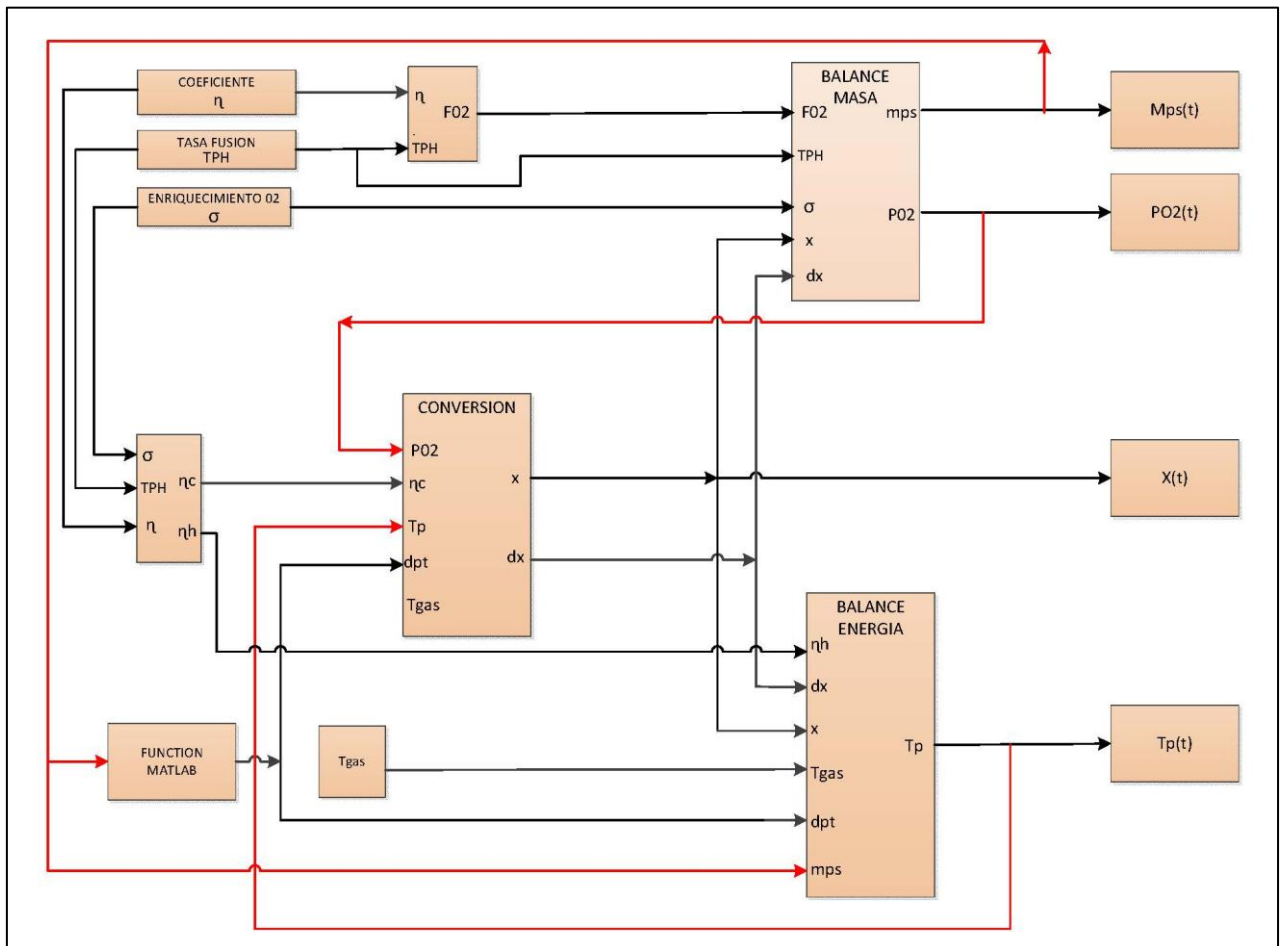 COEFICIENTE
η
TASA FUSION
TPH
ENRIQUECIMIENTO 02
σ
η
F02
TPH
BALANCE
MASA
F02
mps
TPH
σ
P02
x
dx
Mps(t)
PO2(t)
CONVERSION
P02
ηc
x
Tp
dpt
dx
Tgas
X(t)
σ
TPH
ηc
η
ηh
BALANCE
ENERGIA
ηh
dx
x
Tp
Tgas
dpt
mps
Tp(t)
FUNCTION
MATLAB
Tgas